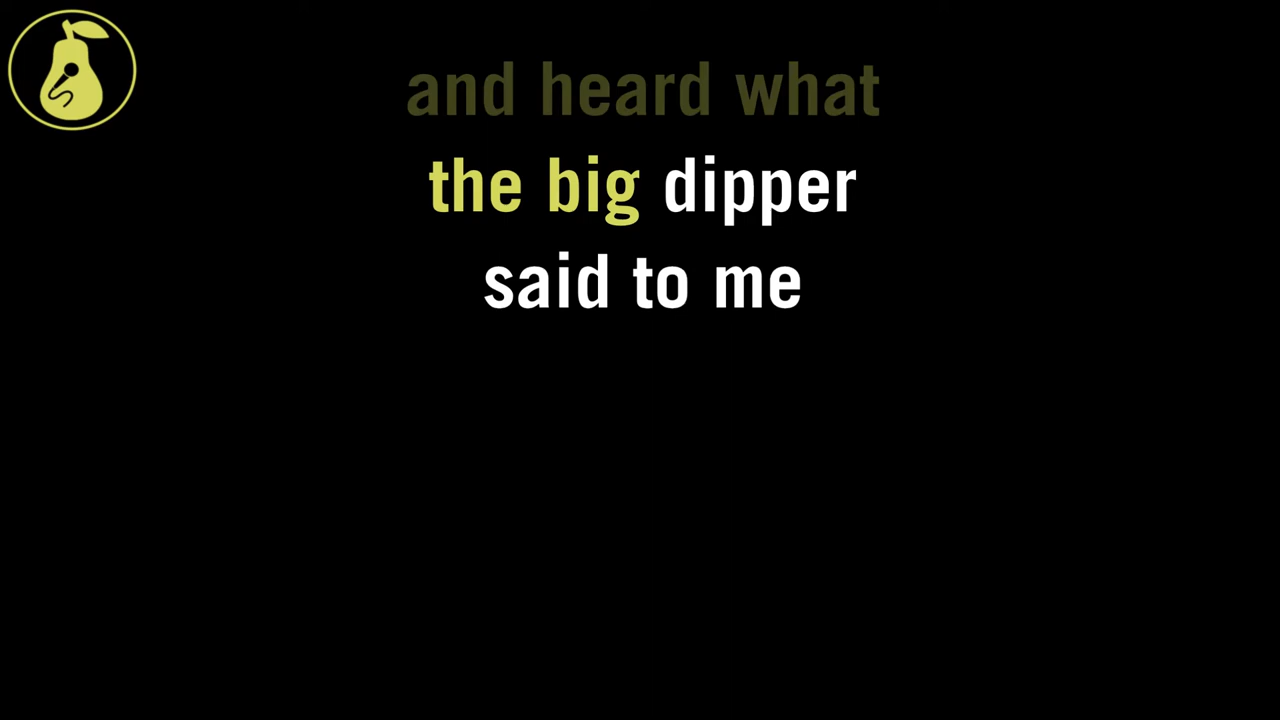 and heard what
the big dipper
said to me